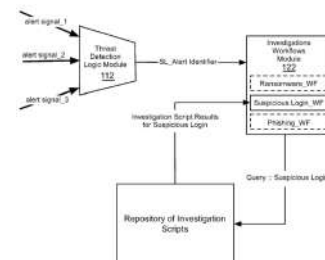 alert signal_1
alert signal_2
alert signal_3
Threat
Detection
Logic Module
112
SL_Alert Identifier
Investigations
Workflows
Module
122
Ransomware_WF
Suspicious Login_WF
Phishing_WF
Investigation Script Results
for Suspicious Login
Query :: Suspicious Login
Repository of Investigation
Scripts